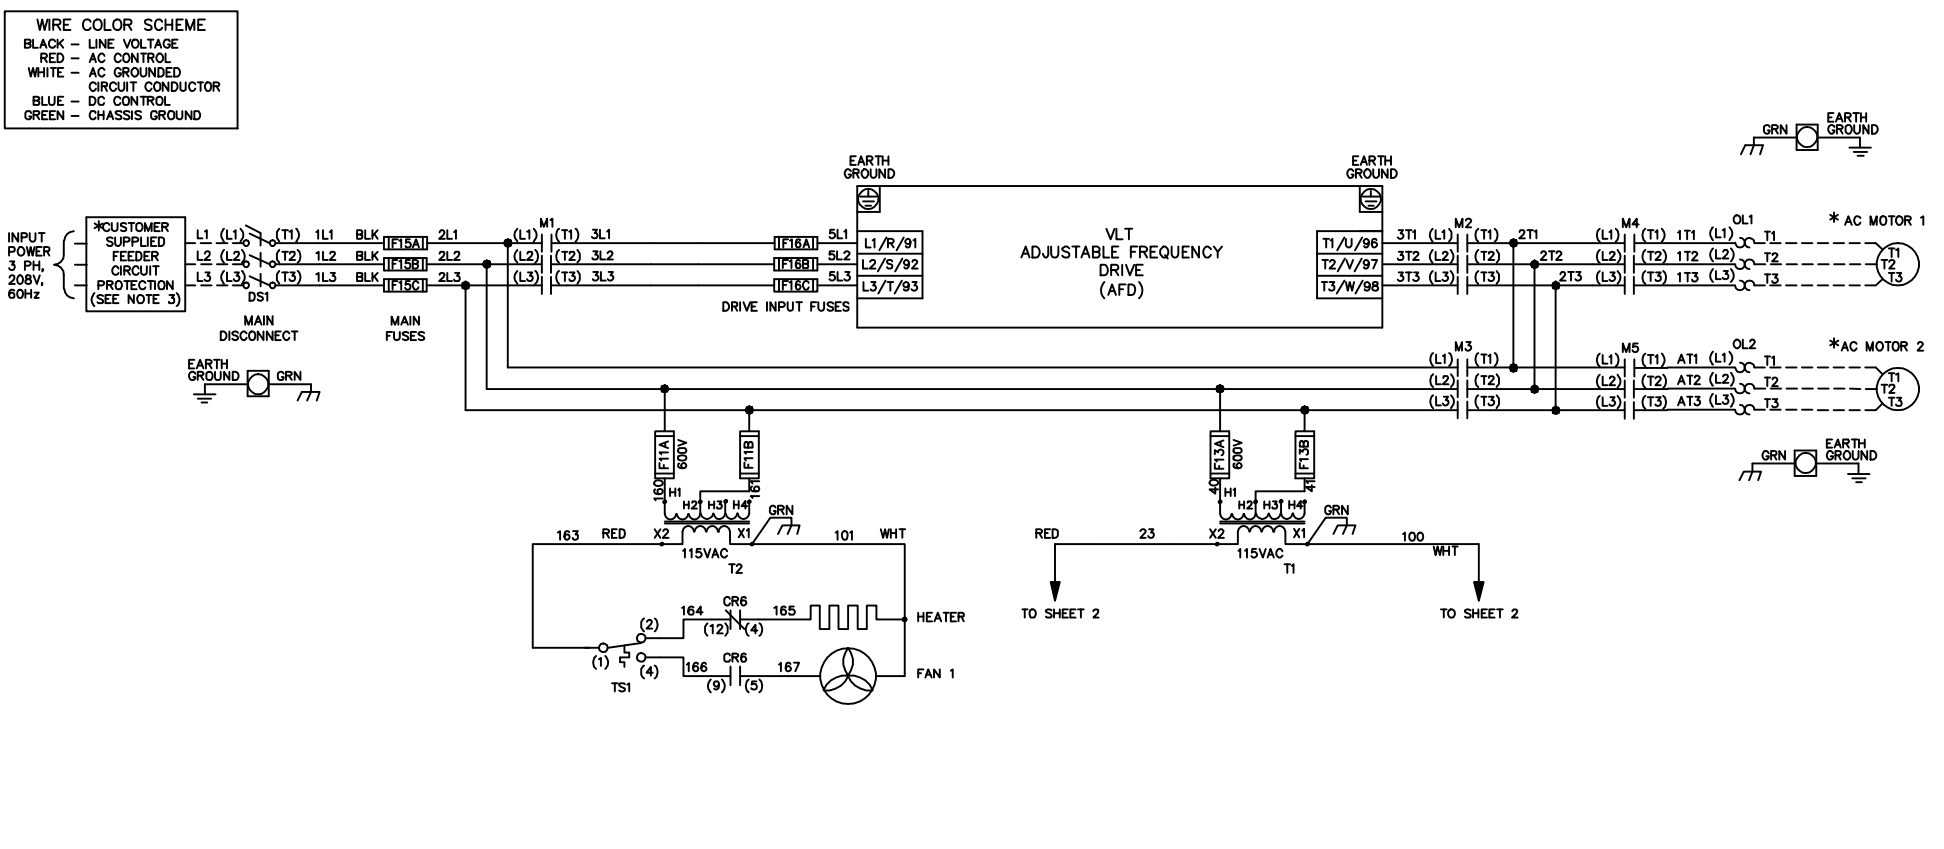 WIRE COLOR SCHEME
BLACK – LINE VOLTAGE
RED – AC CONTROL
WHITE – AC GROUNDED
CIRCUIT CONDUCTOR
BLUE – DC CONTROL
GREEN – CHASSIS GROUND
GRN
EARTH
GROUND
EARTH
GROUND
EARTH
GROUND
INPUT
POWER
3 PH,
208V,
60Hz
*CUSTOMER
SUPPLIED
FEEDER
CIRCUIT
PROTECTION
(SEE NOTE 3)
L1 (L1) (T1) 1L1 BLK F15A 2L1 (L1) M1 (T1) 3L1 F16A 5L1 L1/R/91
L2 (L2) (T2) 1L2 BLK F15B 2L2 (L2) (T2) 3L2 F16B 5L2 L2/S/92
L3 (L3) (T3) 1L3 BLK F15C 2L3 (L3) (T3) 3L3 F16C 5L3 L3/T/93
DS1
MAIN
DISCONNECT
MAIN
FUSES
DRIVE INPUT FUSES
VLT
ADJUSTABLE FREQUENCY
DRIVE
(AFD)
M2 M4 OL1 * AC MOTOR 1
T1/U/96 3T1 (L1) (T1) 2T1 (L1) (T1) 1T1 (L1) T1 T1
T2/V/97 3T2 (L2) (T2) 2T2 (L2) (T2) 1T2 (L2) T2 T2
T3/W/98 3T3 (L3) (T3) 2T3 (L3) (T3) 1T3 (L3) T3 T3
EARTH
GROUND GRN
M3 M5 OL2 *AC MOTOR 2
(L1) (T1) (L1) (T1) AT1 (L1) T1 T1
(L2) (T2) (L2) (T2) AT2 (L2) T2 T2
(L3) (T3) (L3) (T3) AT3 (L3) T3 T3
F11A
600V
F11B
F13A
600V
F13B
GRN
EARTH
GROUND
160 H1 161
H2 H3 H4
GRN
40 H1 41
H2 H3 H4
GRN
163 RED X2 X1 101 WHT
115VAC
T2
RED 23 X2 X1 100
WHT
115VAC
T1
TO SHEET 2
TO SHEET 2
CR6
164 165
(12) (4)
HEATER
(2)
(1)
(4)
TS1
CR6
166 167
(9) (5)
FAN 1